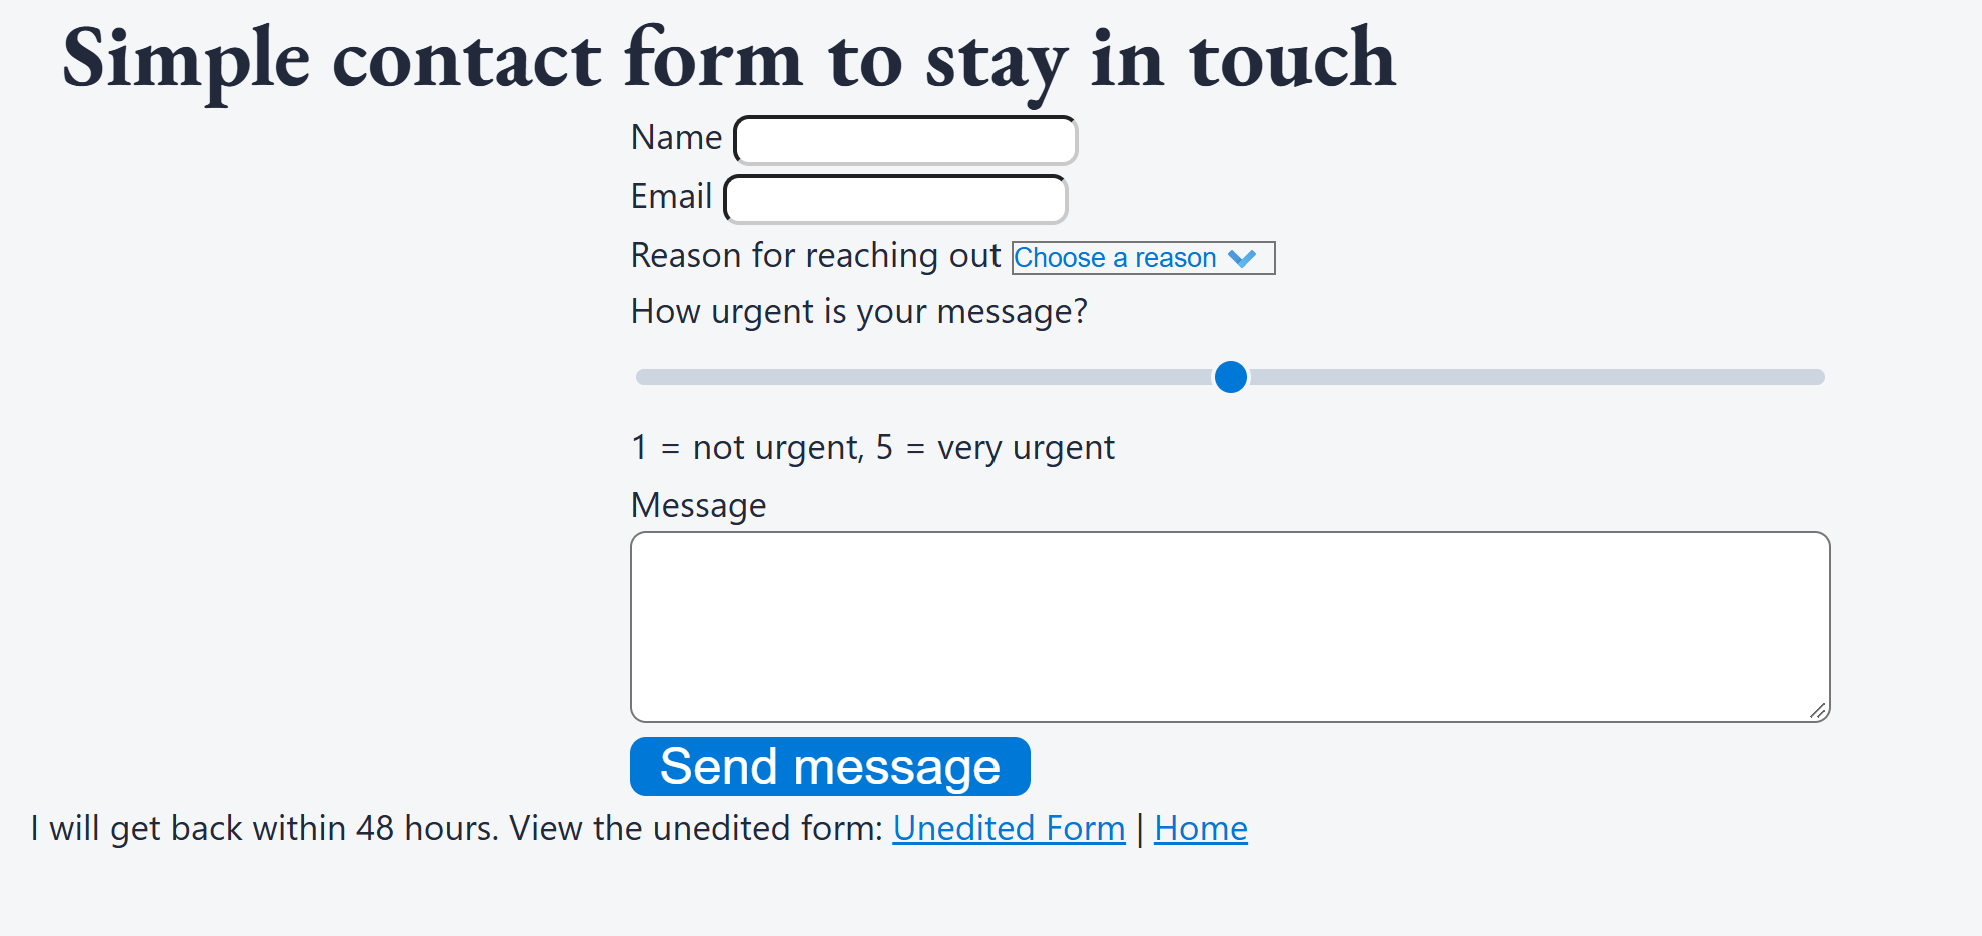 Simple contact form to stay in touch
Name
Email
Reason for reaching out Choose a reason
How urgent is your message?
1 = not urgent, 5 = very urgent
Message
Send message
I will get back within 48 hours. View the unedited form: Unedited Form | Home